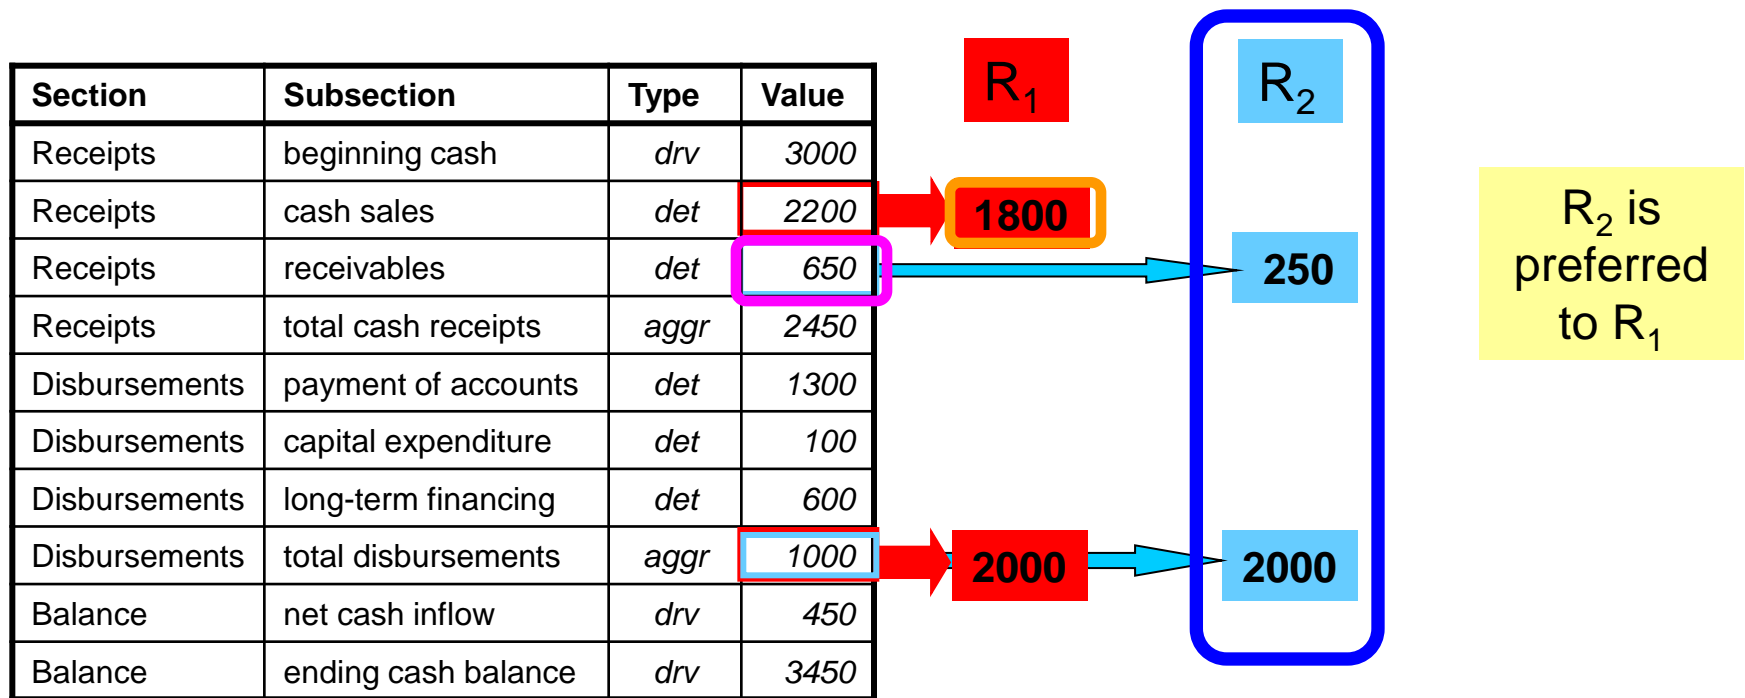 R1 R2
Section Subsection Type Value
Receipts beginning cash drv 3000
Receipts cash sales det 2200 1800
Receipts receivables det 650 250
Receipts total cash receipts aggr 2450
Disbursements payment of accounts det 1300
Disbursements capital expenditure det 100
Disbursements long-term financing det 600
Disbursements total disbursements aggr 1000 2000 2000
Balance net cash inflow drv 450
Balance ending cash balance drv 3450
R2 is
preferred
to R1